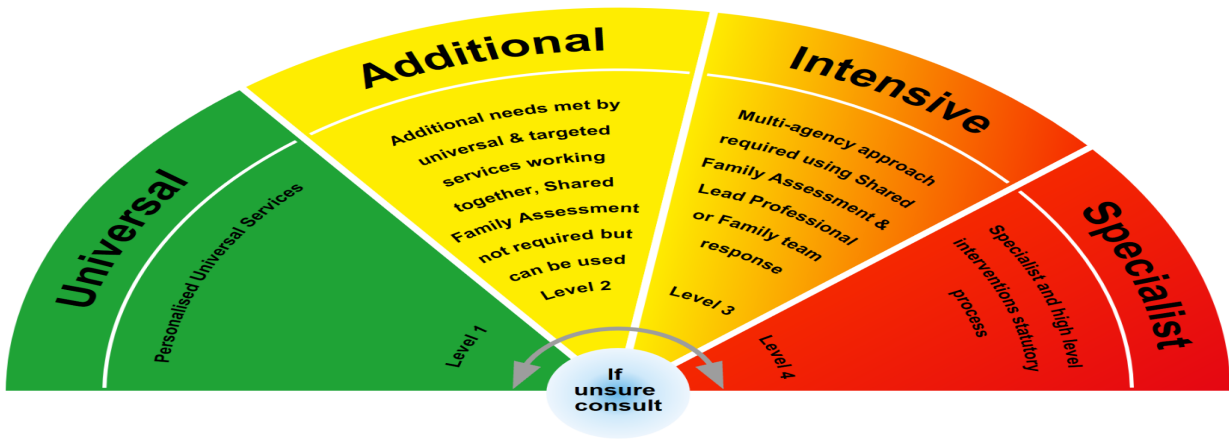 Universal
Personalised Universal Services
Level 1
Additional
Additional needs met by
universal & targeted
services working
together, Shared
Family Assessment
not required but
can be used
Level 2
Intensive
Multi-agency approach
required using Shared
Family Assessment &
Lead Professional
or Family team
response
Level 3
Specialist
Specialist and high level
interventions statutory
process
Level 4
If
unsure
consult